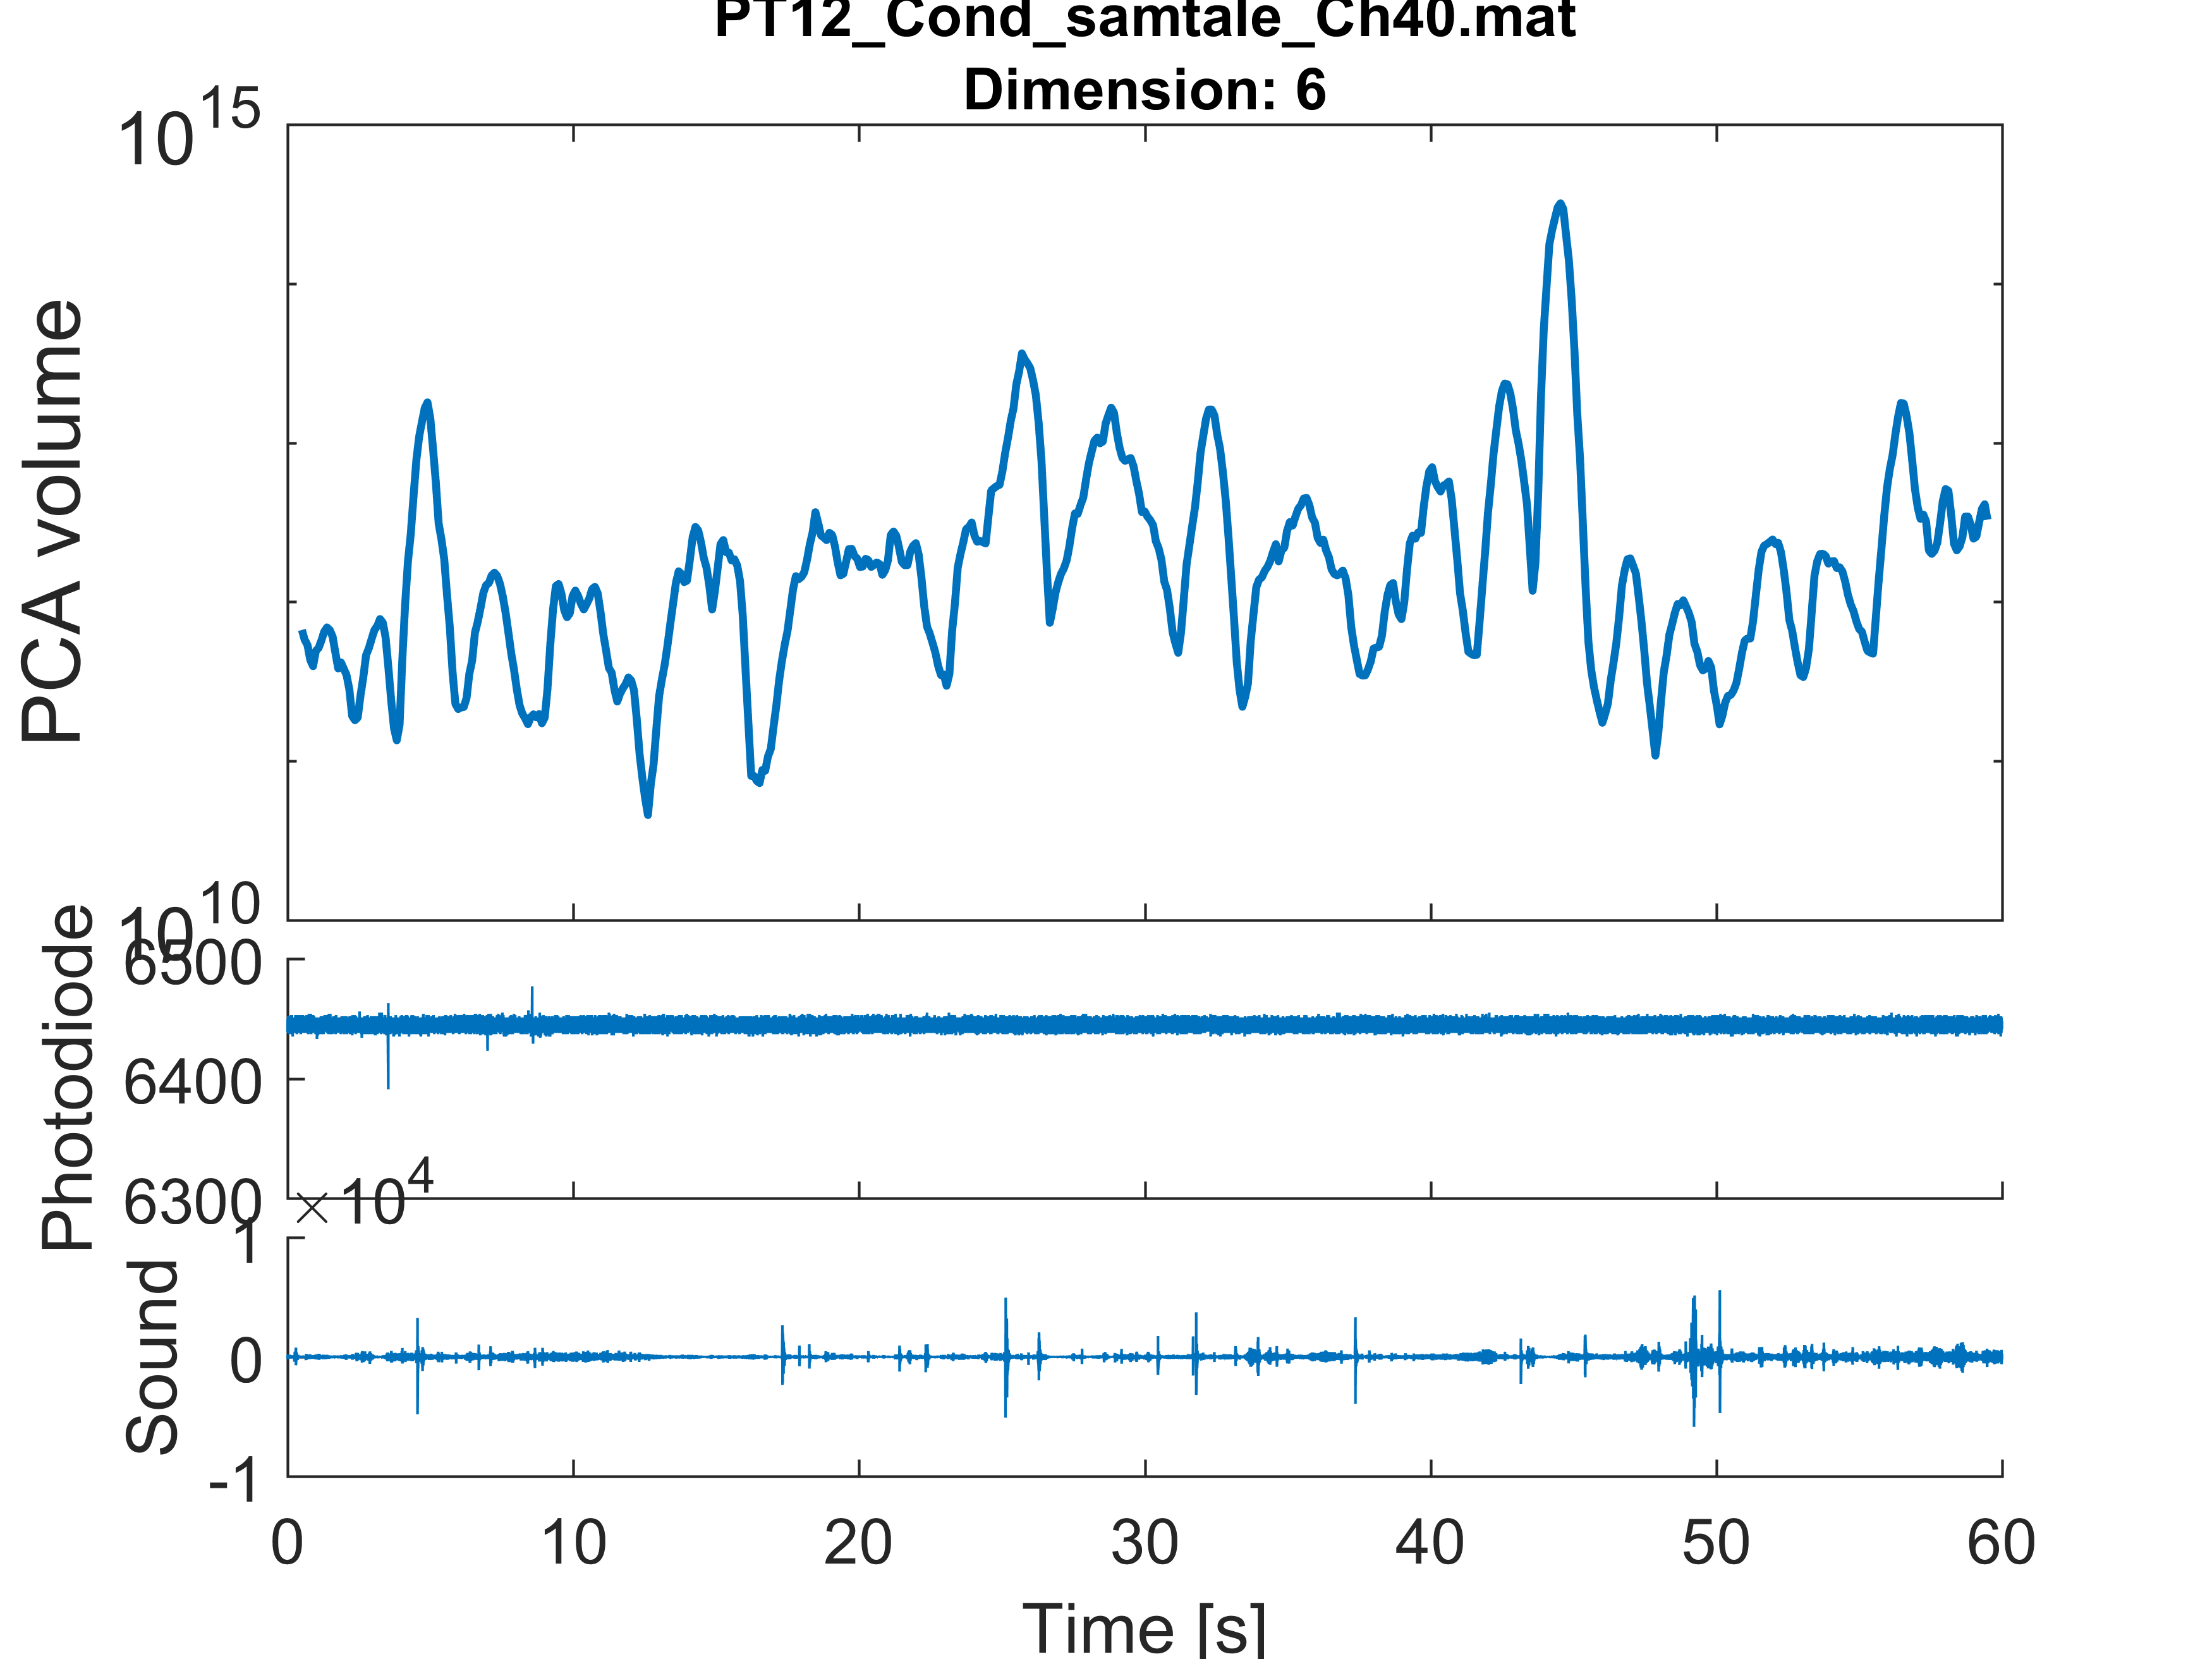 PT12_Cond_samtale_Ch40.mat
Dimension: 6
10^15
PCA volume
10^10
6500
Photodiode
6400
6300
×10^4
1
Sound
0
-1
0 10 20 30 40 50 60
Time [s]